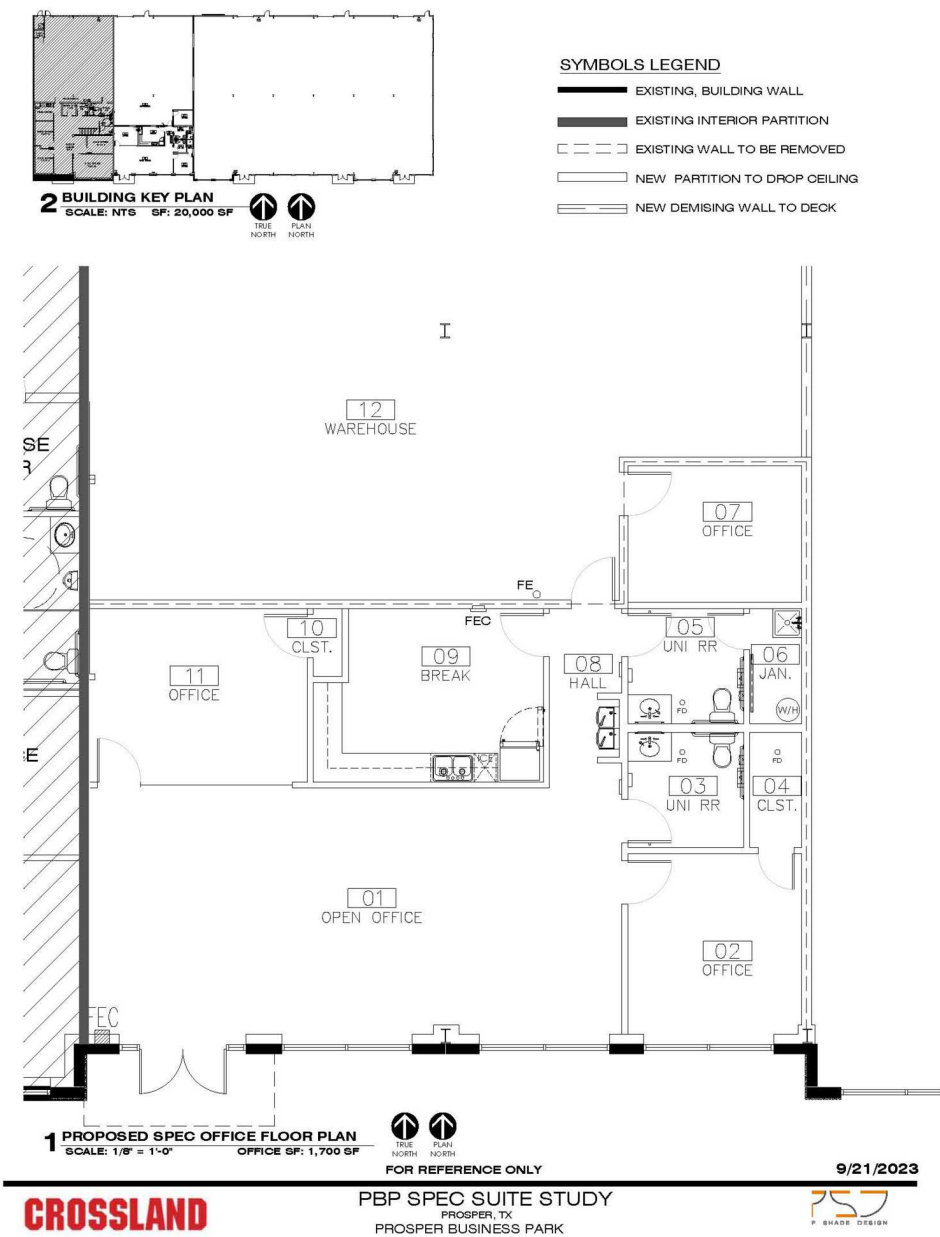 2 BUILDING KEY PLAN
SCALE: NTS SF: 20,000 SF
TRUE NORTH
PLAN NORTH
SYMBOLS LEGEND
EXISTING, BUILDING WALL
EXISTING INTERIOR PARTITION
EXISTING WALL TO BE REMOVED
NEW PARTITION TO DROP CEILING
NEW DEMISING WALL TO DECK
12
WAREHOUSE
SE
R
07
OFFICE
FE
FEC
10
CLST.
05
UNI RR
09
BREAK
08
HALL
06
JAN.
11
OFFICE
W/H
FD
E
ICE
FD
FD
03
UNI RR
04
CLST.
01
OPEN OFFICE
02
OFFICE
FEC
1 PROPOSED SPEC OFFICE FLOOR PLAN
SCALE: 1/8" = 1'-0" OFFICE SF: 1,700 SF
TRUE NORTH
PLAN NORTH
FOR REFERENCE ONLY
9/21/2023
CROSSLAND
PBP SPEC SUITE STUDY
PROSPER, TX
PROSPER BUSINESS PARK
PSD
P SHADE DESIGN